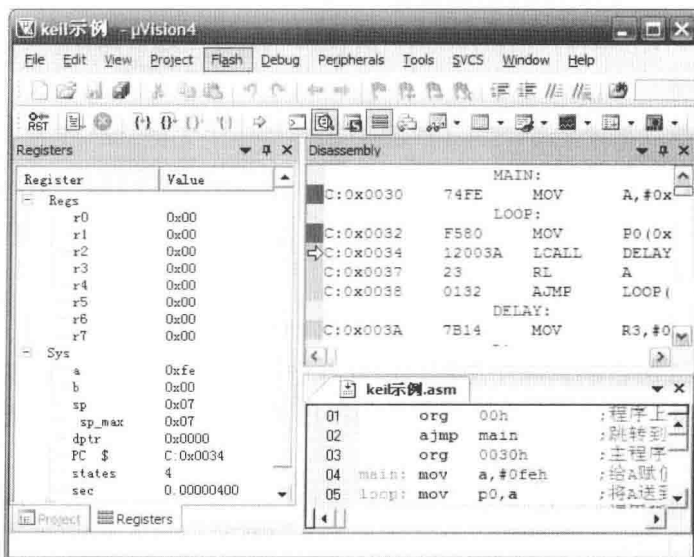 keil示例 - µVision4
File Edit View Project Flash Debug Peripherals Tools SVCS Window Help
RST
Registers
Register Value
Regs
r0 0x00
r1 0x00
r2 0x00
r3 0x00
r4 0x00
r5 0x00
r6 0x00
r7 0x00
Sys
a 0xfe
b 0x00
sp 0x07
sp_max 0x07
dptr 0x0000
PC $ C:0x0034
states 4
sec 0.00000400
Project Registers
Disassembly
MAIN:
C:0x0030 74FE MOV A,#0x
LOOP:
C:0x0032 F580 MOV P0(0x
C:0x0034 12003A LCALL DELAY
C:0x0037 23 RL A
C:0x0038 0132 AJMP LOOP(
DELAY:
C:0x003A 7B14 MOV R3,#0
keil示例.asm
01 org 00h ;程序上
02 ajmp main ;跳转到
03 org 0030h ;主程序
04 main: mov a,#0feh ;给A赋值
05 loop: mov p0,a ;将A送到